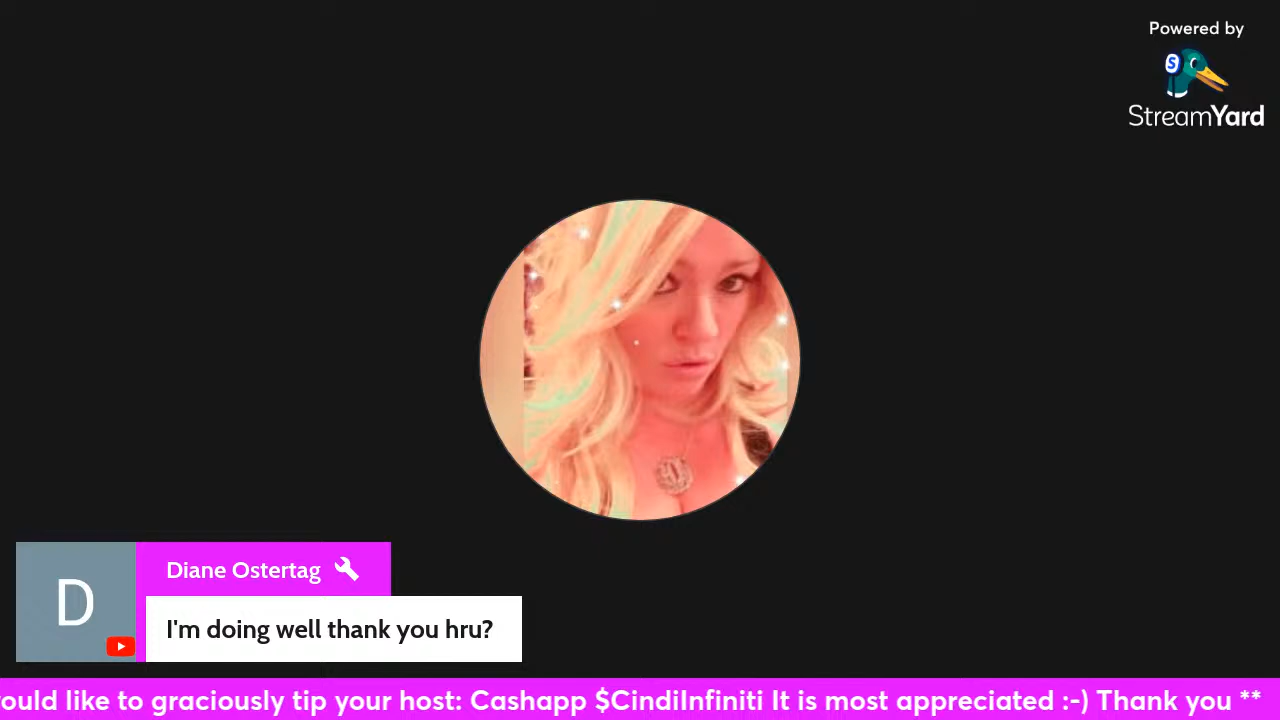 Powered by
S
StreamYard
D
Diane Ostertag
I'm doing well thank you hru?
like to graciously tip your host: Cashapp $CindiInfiniti It is most appreciated :-) Thank you **